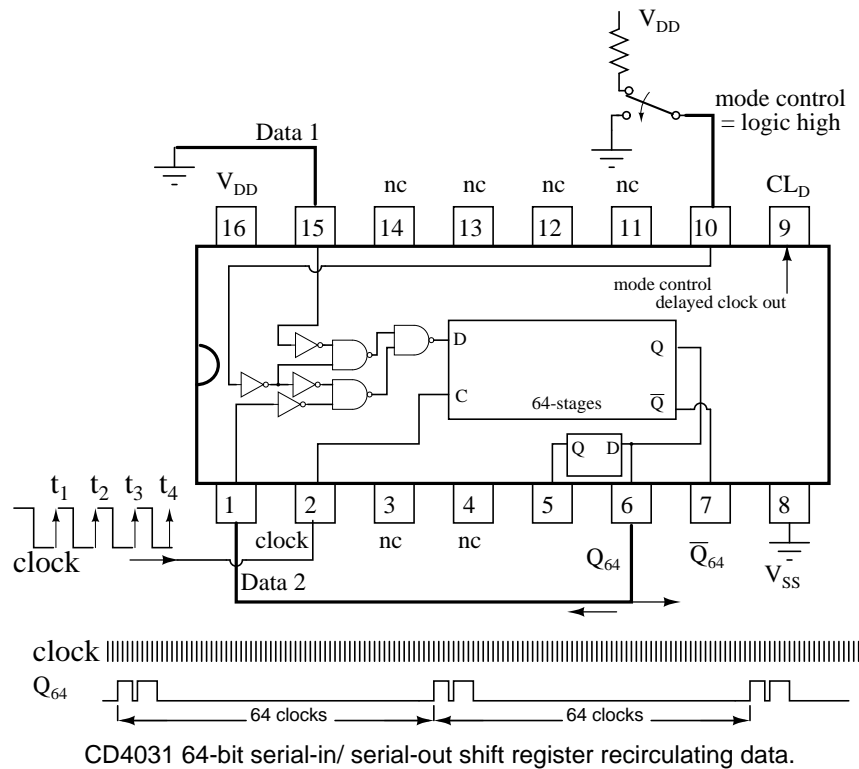 V_DD
mode control
= logic high
Data 1
V_DD
nc
nc
nc
nc
CL_D
16
15
14
13
12
11
10
9
mode control
delayed clock out
D
Q
C
Q̅
64-stages
Q
D
t_1
t_2
t_3
t_4
1
2
3
4
5
6
7
8
clock
nc
nc
Q_64
Q̅_64
V_SS
clock
Data 2
clock
Q_64
64 clocks
64 clocks
CD4031 64-bit serial-in/ serial-out shift register recirculating data.